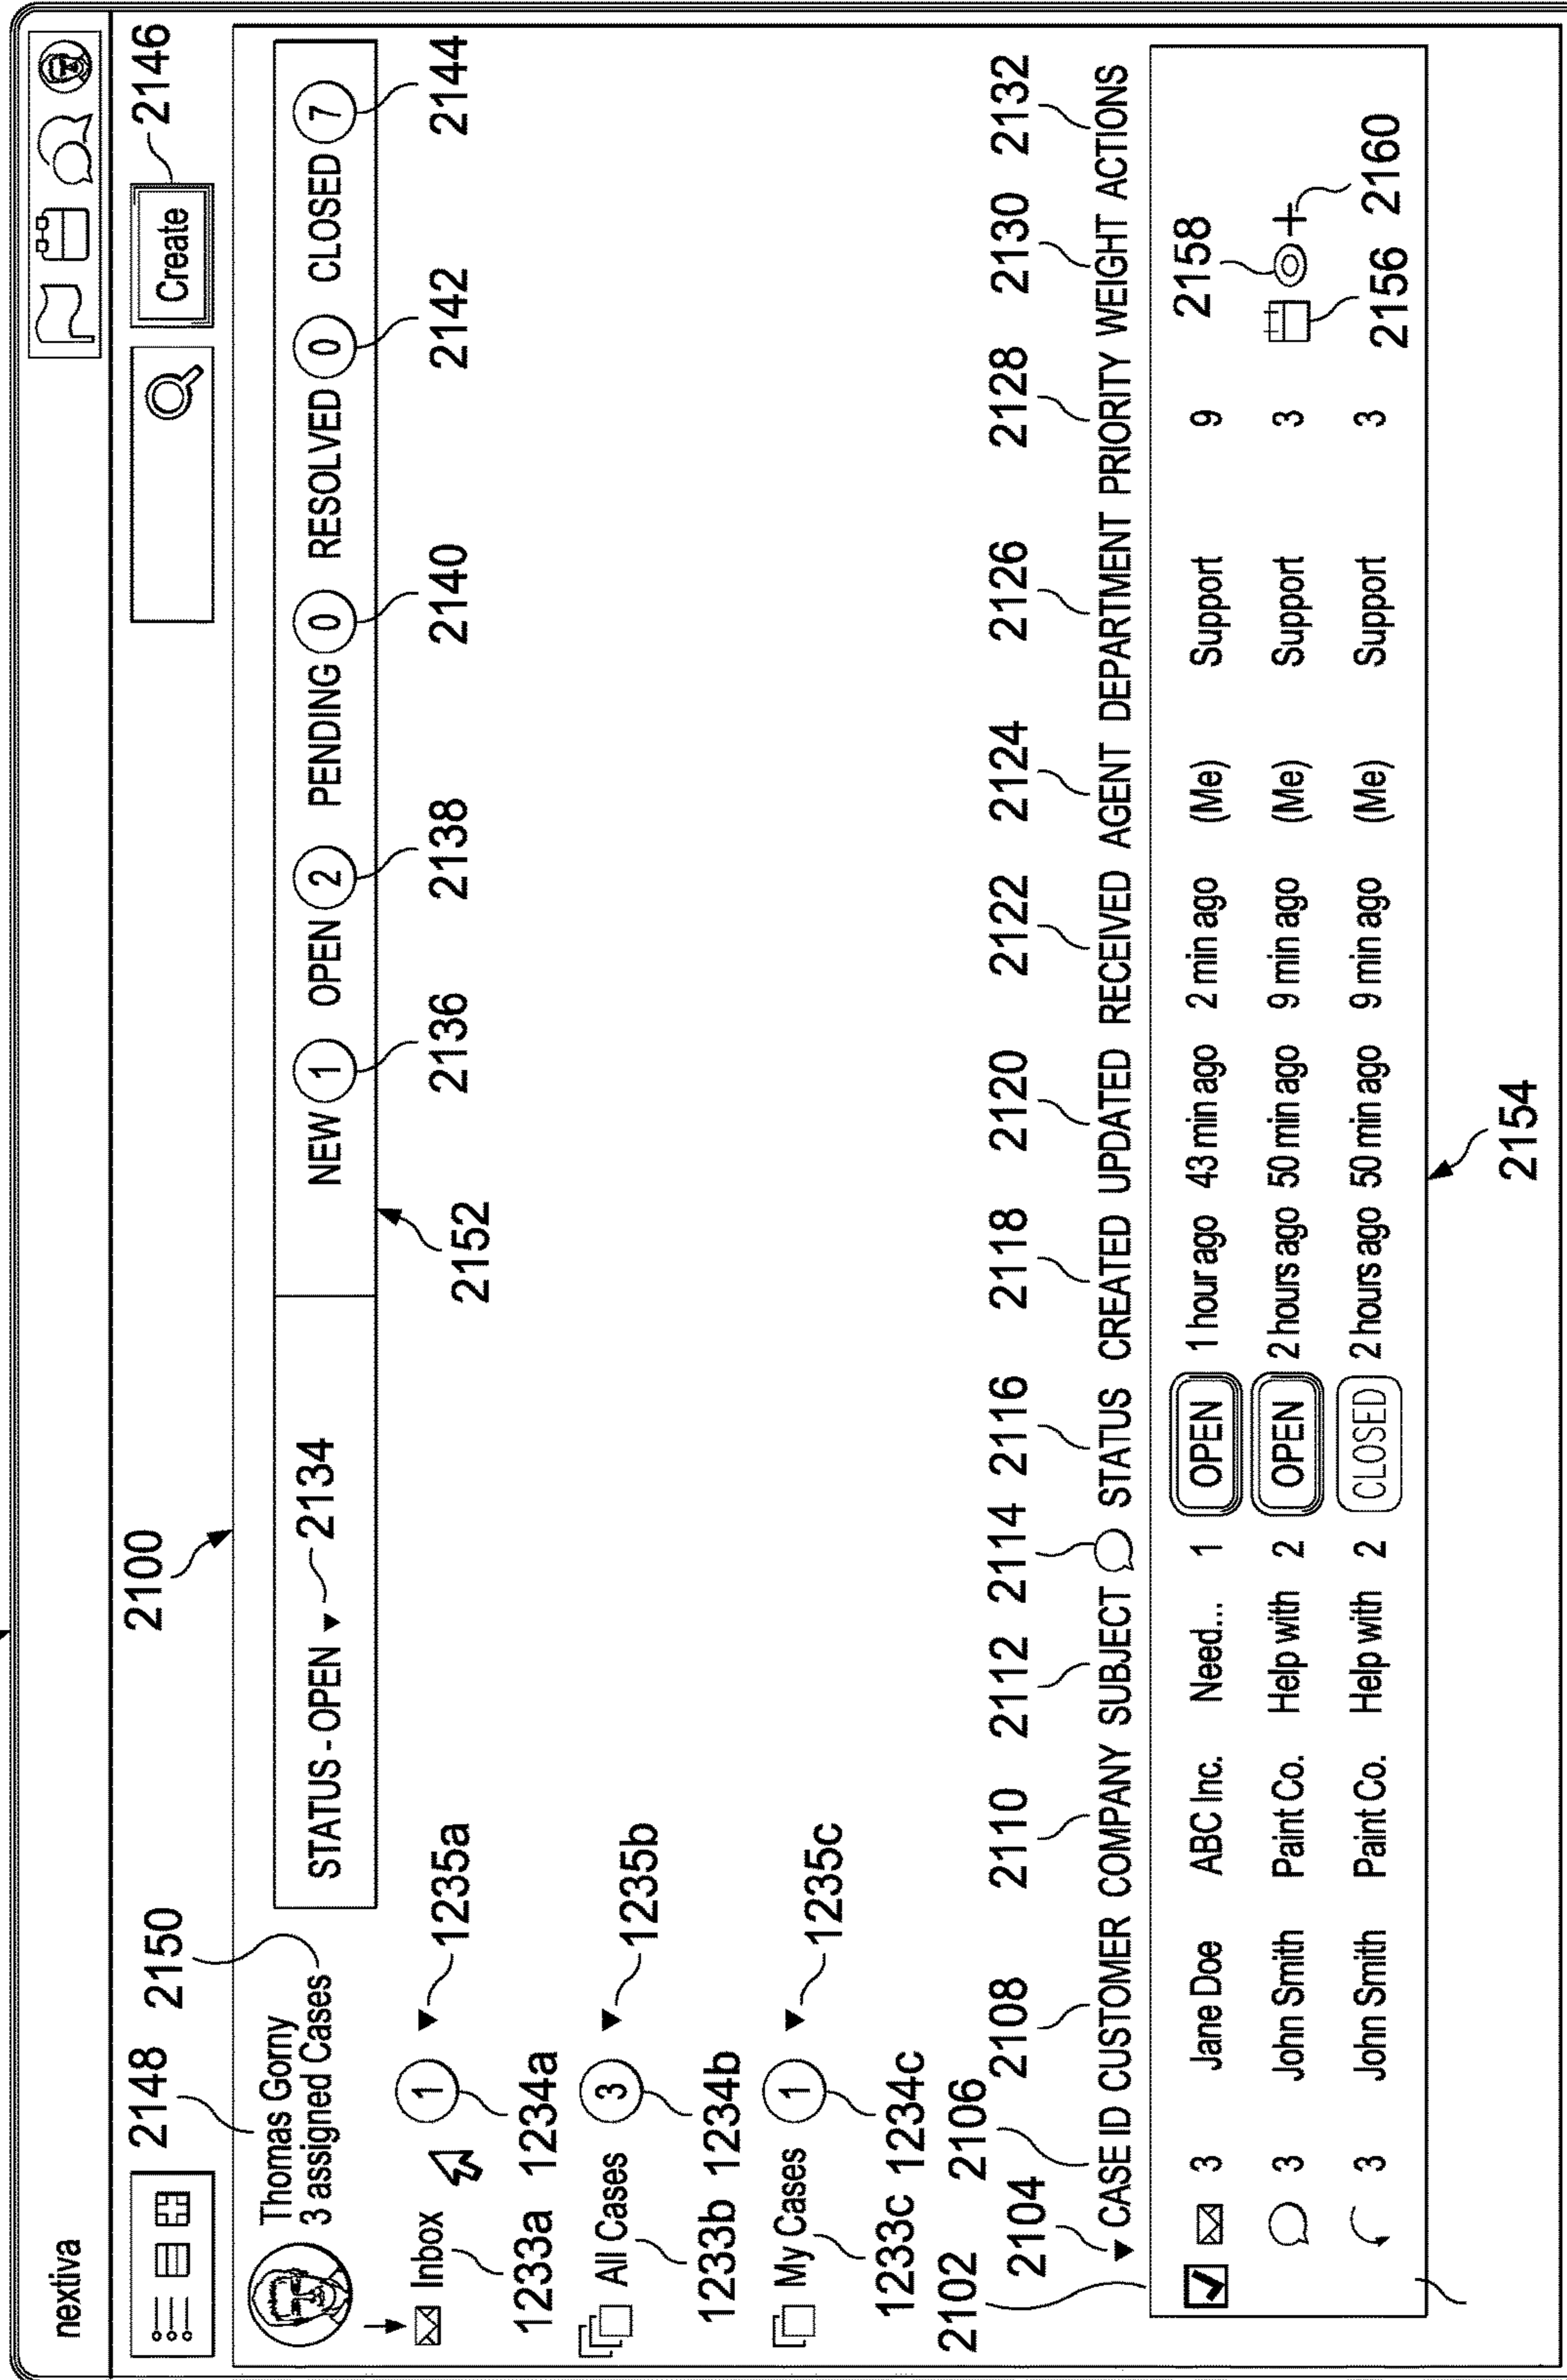 nextiva
2146
Create
2100
2148
2150
Thomas Gorny
3 assigned Cases
STATUS - OPEN 2134
NEW 1 OPEN 2 PENDING 0 RESOLVED 0 CLOSED 7
2152 2136 2138 2140 2142 2144
Inbox 1 1235a
1233a 1234a
All Cases 3 1235b
1233b 1234b
My Cases 1 1235c
1233c 1234c
2102 2104 2106 2108 2110 2112 2114 2116 2118 2120 2122 2124 2126 2128 2130 2132
CASE ID CUSTOMER COMPANY SUBJECT STATUS CREATED UPDATED RECEIVED AGENT DEPARTMENT PRIORITY WEIGHT ACTIONS
2158
3 Jane Doe ABC Inc. Need... 1 OPEN 1 hour ago 43 min ago 2 min ago (Me) Support 9
3 John Smith Paint Co. Help with 2 OPEN 2 hours ago 50 min ago 9 min ago (Me) Support 3
3 John Smith Paint Co. Help with 2 CLOSED 2 hours ago 50 min ago 9 min ago (Me) Support 3
2156 2160
2154